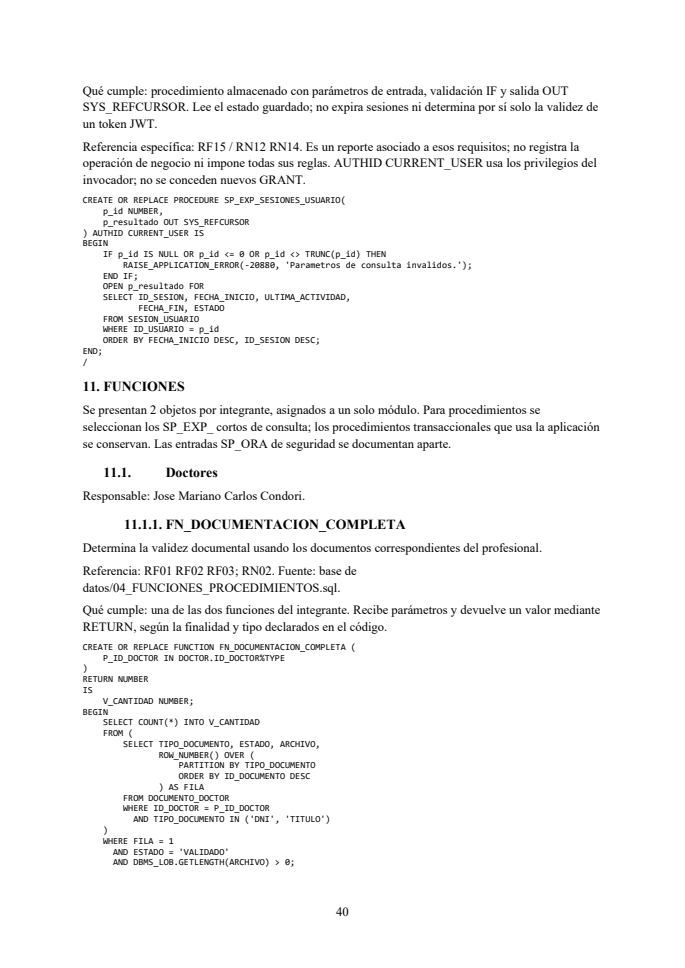 Qué cumple: procedimiento almacenado con parámetros de entrada, validación IF y salida OUT
SYS_REFCURSOR. Lee el estado guardado; no expira sesiones ni determina por sí solo la validez de
un token JWT.
Referencia específica: RF15 / RN12 RN14. Es un reporte asociado a esos requisitos; no registra la
operación de negocio ni impone todas sus reglas. AUTHID CURRENT_USER usa los privilegios del
invocador; no se conceden nuevos GRANT.
CREATE OR REPLACE PROCEDURE SP_EXP_SESIONES_USUARIO(
    p_id NUMBER,
    p_resultado OUT SYS_REFCURSOR
) AUTHID CURRENT_USER IS
BEGIN
    IF p_id IS NULL OR p_id <= 0 OR p_id <> TRUNC(p_id) THEN
        RAISE_APPLICATION_ERROR(-20880, 'Parametros de consulta invalidos.');
    END IF;
    OPEN p_resultado FOR
    SELECT ID_SESION, FECHA_INICIO, ULTIMA_ACTIVIDAD,
           FECHA_FIN, ESTADO
    FROM SESION_USUARIO
    WHERE ID_USUARIO = p_id
    ORDER BY FECHA_INICIO DESC, ID_SESION DESC;
END;
/
11. FUNCIONES
Se presentan 2 objetos por integrante, asignados a un solo módulo. Para procedimientos se
seleccionan los SP_EXP_ cortos de consulta; los procedimientos transaccionales que usa la aplicación
se conservan. Las entradas SP_ORA de seguridad se documentan aparte.
11.1. Doctores
Responsable: Jose Mariano Carlos Condori.
11.1.1. FN_DOCUMENTACION_COMPLETA
Determina la validez documental usando los documentos correspondientes del profesional.
Referencia: RF01 RF02 RF03; RN02. Fuente: base de
datos/04_FUNCIONES_PROCEDIMIENTOS.sql.
Qué cumple: una de las dos funciones del integrante. Recibe parámetros y devuelve un valor mediante
RETURN, según la finalidad y tipo declarados en el código.
CREATE OR REPLACE FUNCTION FN_DOCUMENTACION_COMPLETA (
    P_ID_DOCTOR IN DOCTOR.ID_DOCTOR%TYPE
)
RETURN NUMBER
IS
    V_CANTIDAD NUMBER;
BEGIN
    SELECT COUNT(*) INTO V_CANTIDAD
    FROM (
        SELECT TIPO_DOCUMENTO, ESTADO, ARCHIVO,
               ROW_NUMBER() OVER (
                   PARTITION BY TIPO_DOCUMENTO
                   ORDER BY ID_DOCUMENTO DESC
               ) AS FILA
        FROM DOCUMENTO_DOCTOR
        WHERE ID_DOCTOR = P_ID_DOCTOR
          AND TIPO_DOCUMENTO IN ('DNI', 'TITULO')
    )
    WHERE FILA = 1
      AND ESTADO = 'VALIDADO'
      AND DBMS_LOB.GETLENGTH(ARCHIVO) > 0;
40